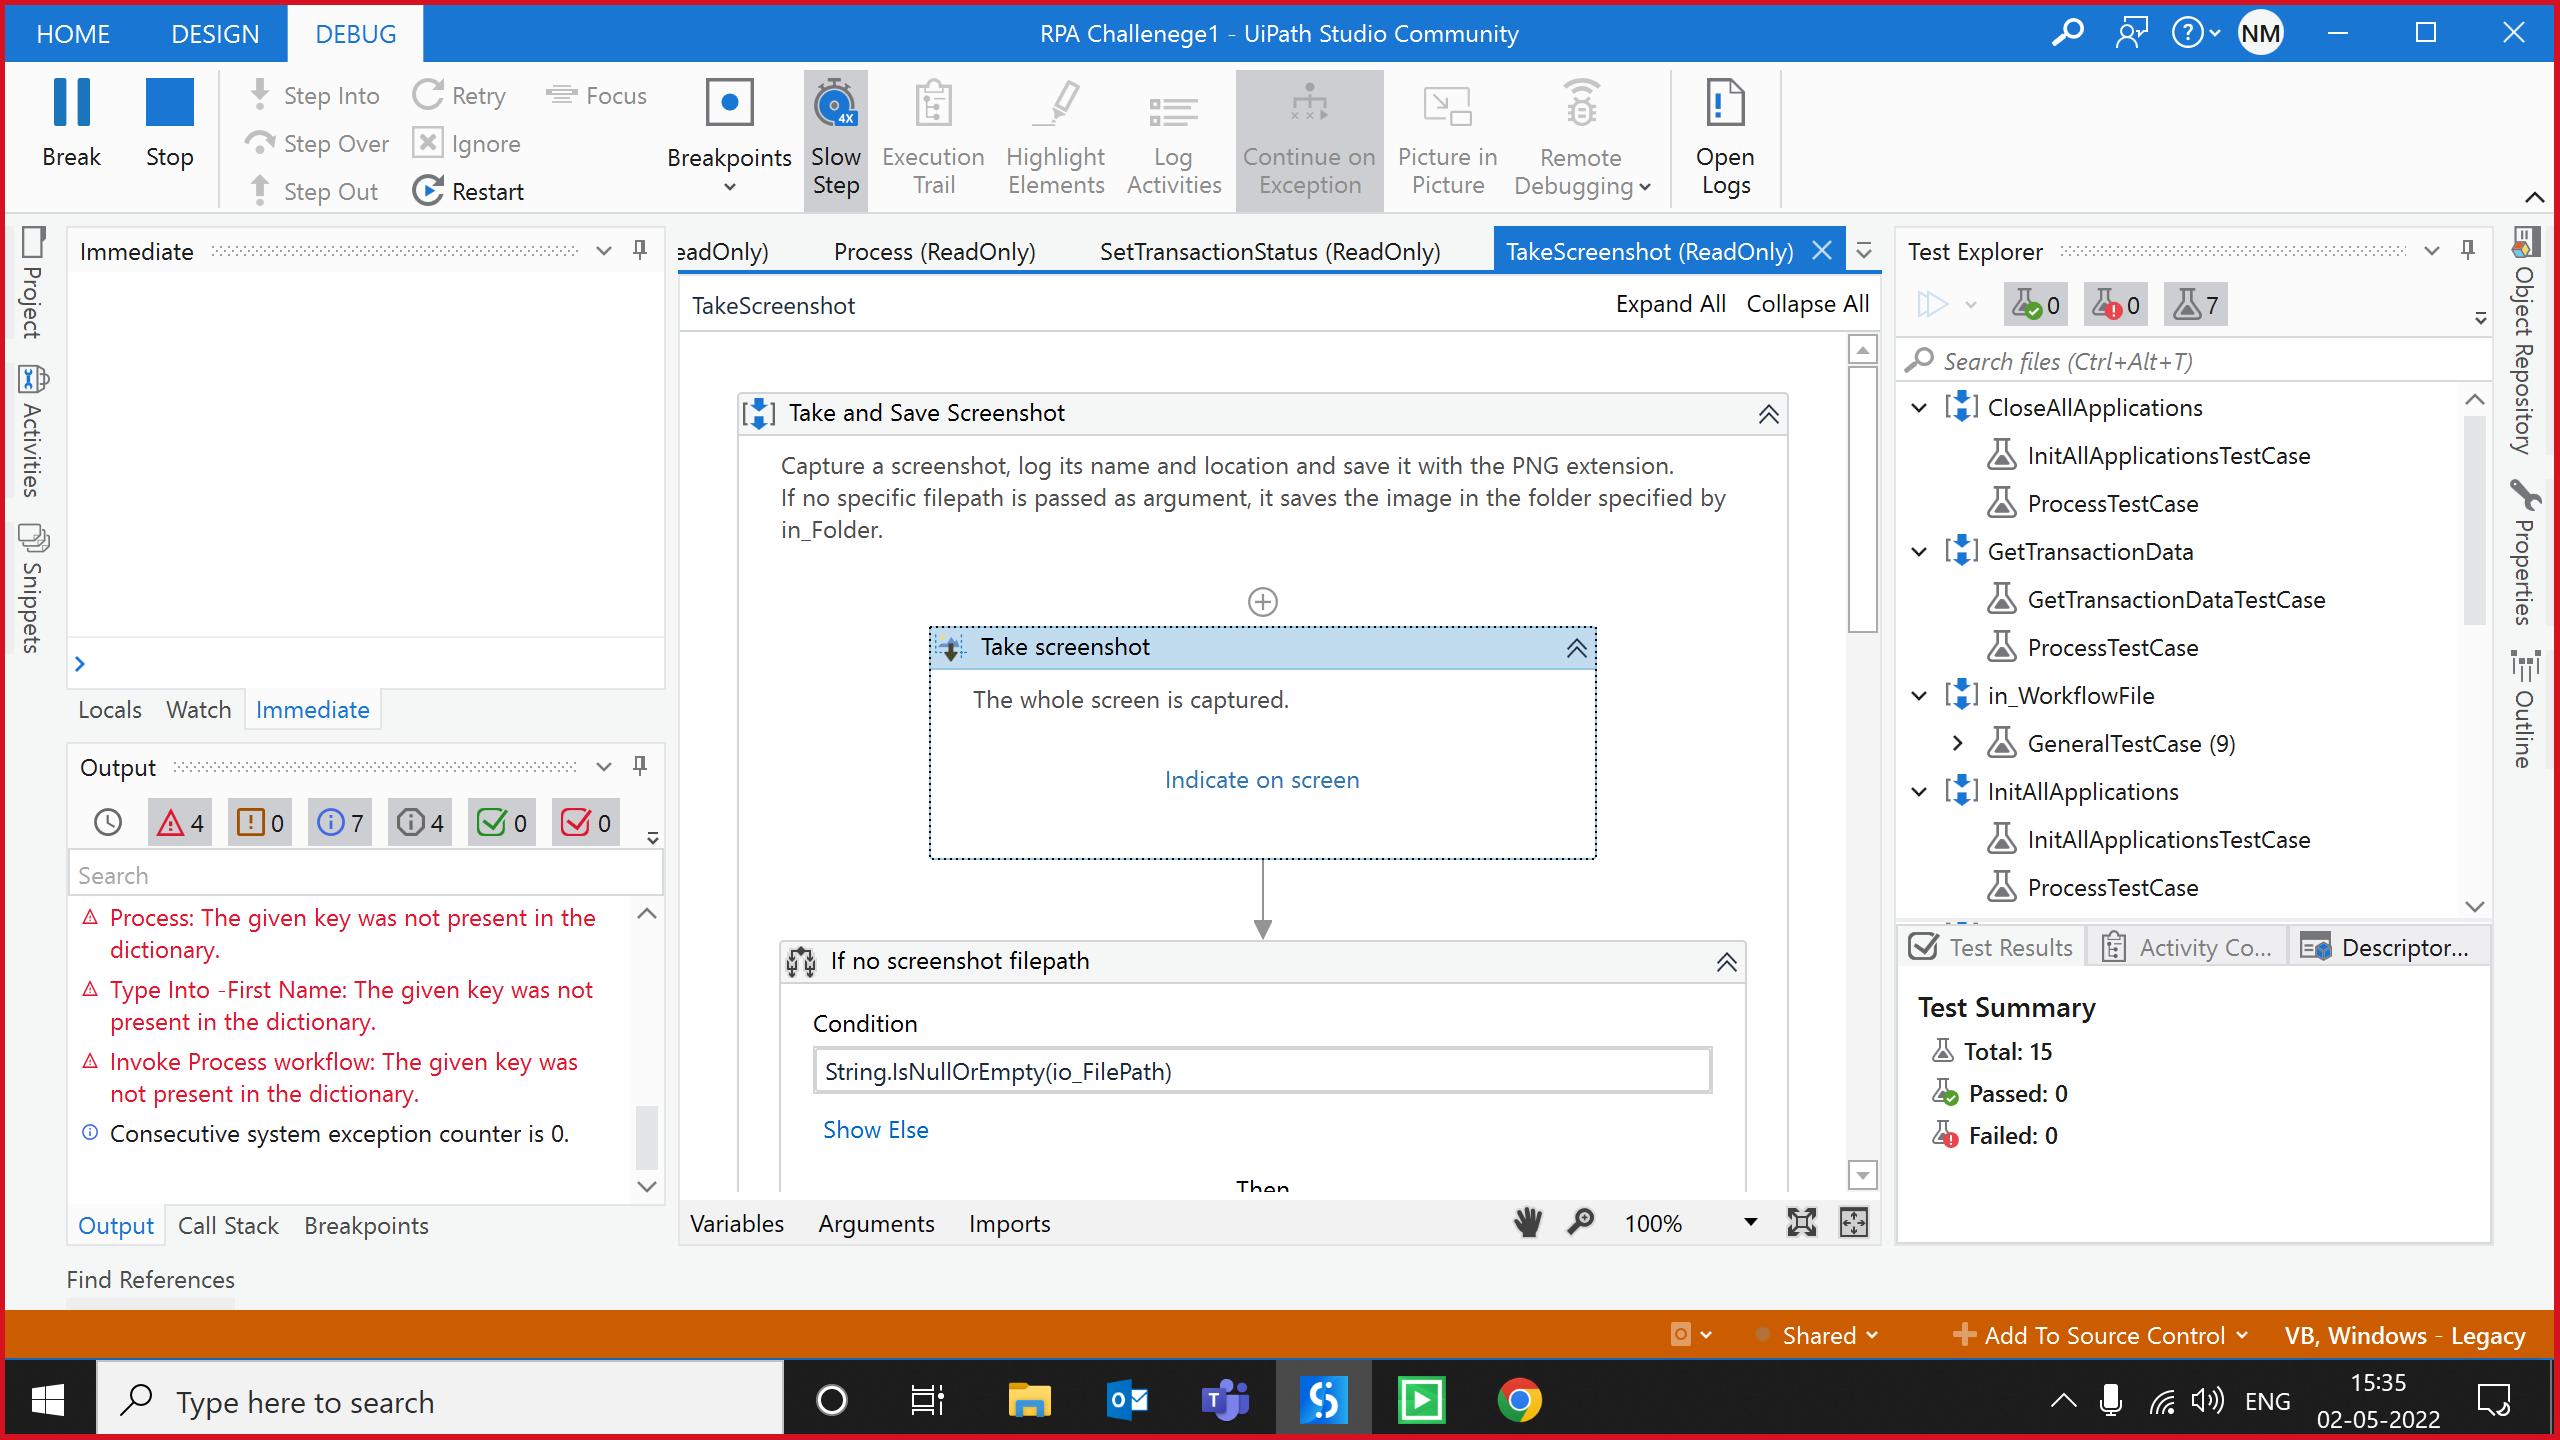 HOME DESIGN DEBUG
RPA Challenege1 - UiPath Studio Community
NM
Break
Stop
Step Into
Step Over
Step Out
Retry
Ignore
Restart
Focus
Breakpoints
4X
Slow
Step
Execution
Trail
Highlight
Elements
Log
Activities
Continue on
Exception
Picture in
Picture
Remote
Debugging
Open
Logs
Project
Activities
Snippets
Immediate
Locals Watch Immediate
Output
4 0 7 4 0 0
Search
Process: The given key was not present in the
dictionary.
Type Into -First Name: The given key was not
present in the dictionary.
Invoke Process workflow: The given key was
not present in the dictionary.
Consecutive system exception counter is 0.
Output Call Stack Breakpoints
Find References
eadOnly) Process (ReadOnly) SetTransactionStatus (ReadOnly) TakeScreenshot (ReadOnly)
TakeScreenshot
Expand All Collapse All
Take and Save Screenshot
Capture a screenshot, log its name and location and save it with the PNG extension.
If no specific filepath is passed as argument, it saves the image in the folder specified by
in_Folder.
Take screenshot
The whole screen is captured.
Indicate on screen
If no screenshot filepath
Condition
String.IsNullOrEmpty(io_FilePath)
Show Else
Then
Variables Arguments Imports
100%
Test Explorer
0 0 7
Search files (Ctrl+Alt+T)
CloseAllApplications
InitAllApplicationsTestCase
ProcessTestCase
GetTransactionData
GetTransactionDataTestCase
ProcessTestCase
in_WorkflowFile
GeneralTestCase (9)
InitAllApplications
InitAllApplicationsTestCase
ProcessTestCase
Test Results Activity Co... Descriptor...
Test Summary
Total: 15
Passed: 0
Failed: 0
Object Repository
Properties
Outline
Shared Add To Source Control VB, Windows - Legacy
Type here to search
ENG
15:35
02-05-2022